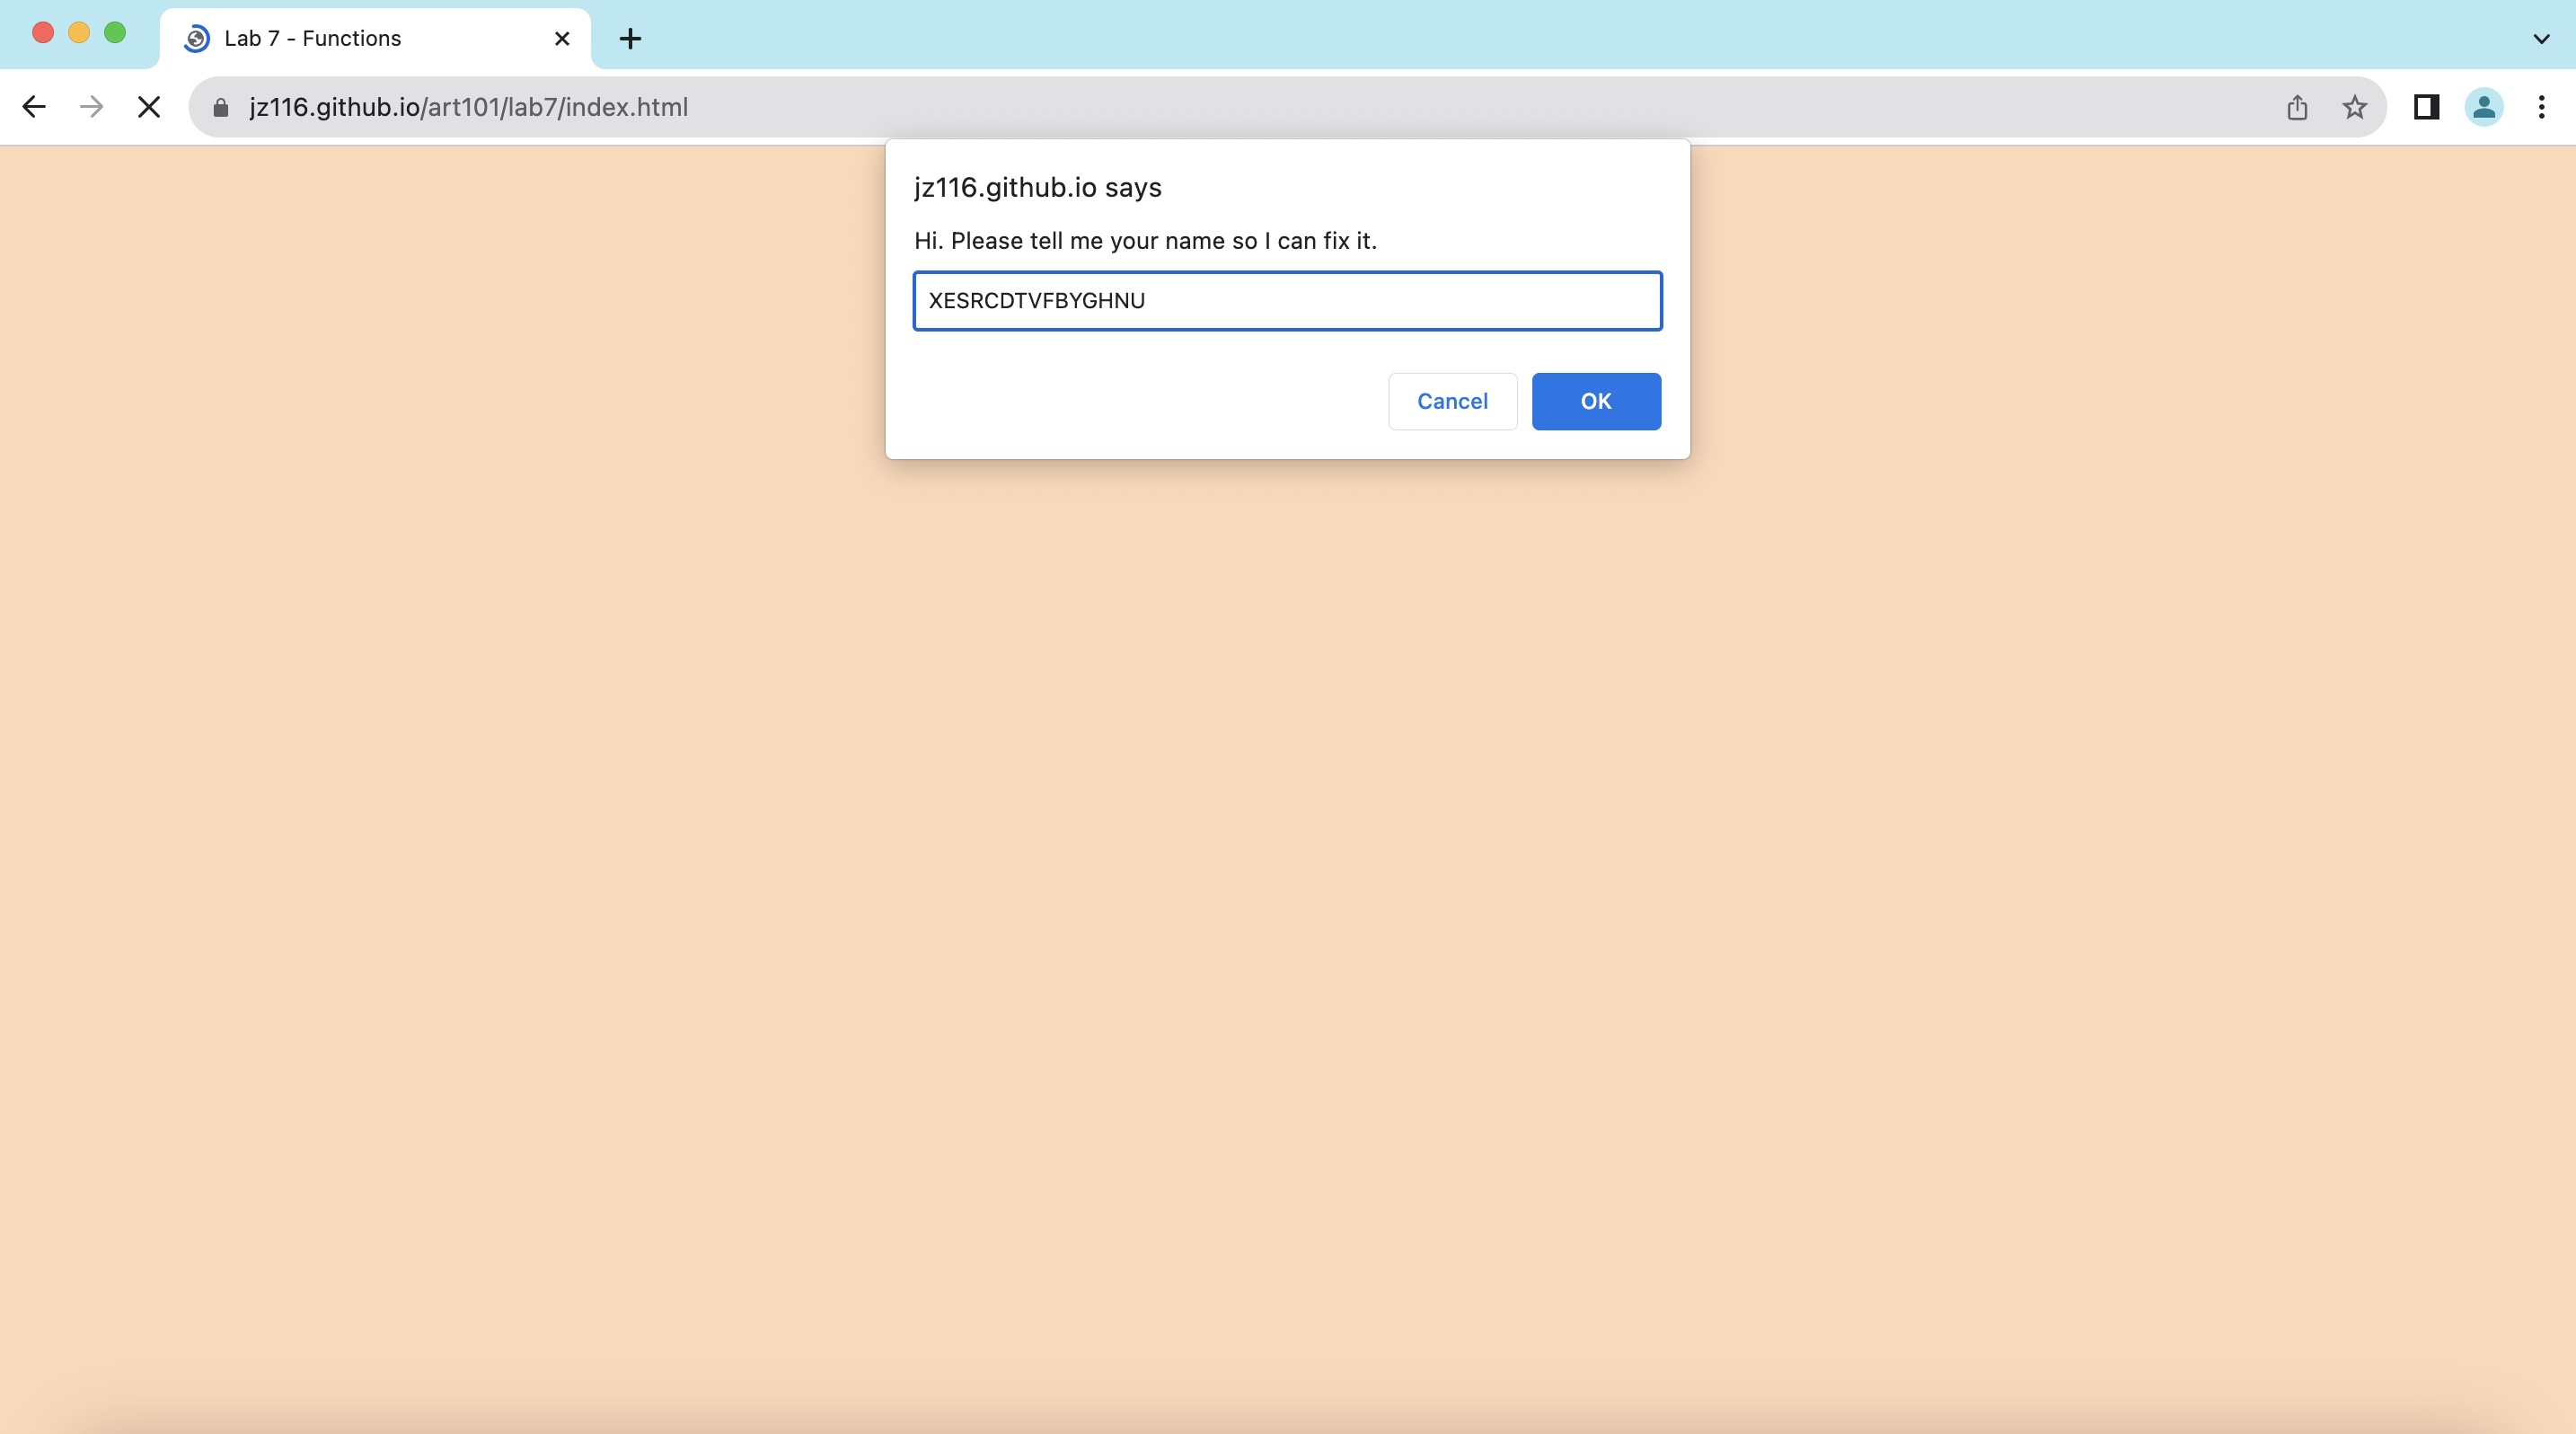 Lab 7 - Functions
jz116.github.io/art101/lab7/index.html
jz116.github.io says
Hi. Please tell me your name so I can fix it.
XESRCDTVFBYGHNU
Cancel OK